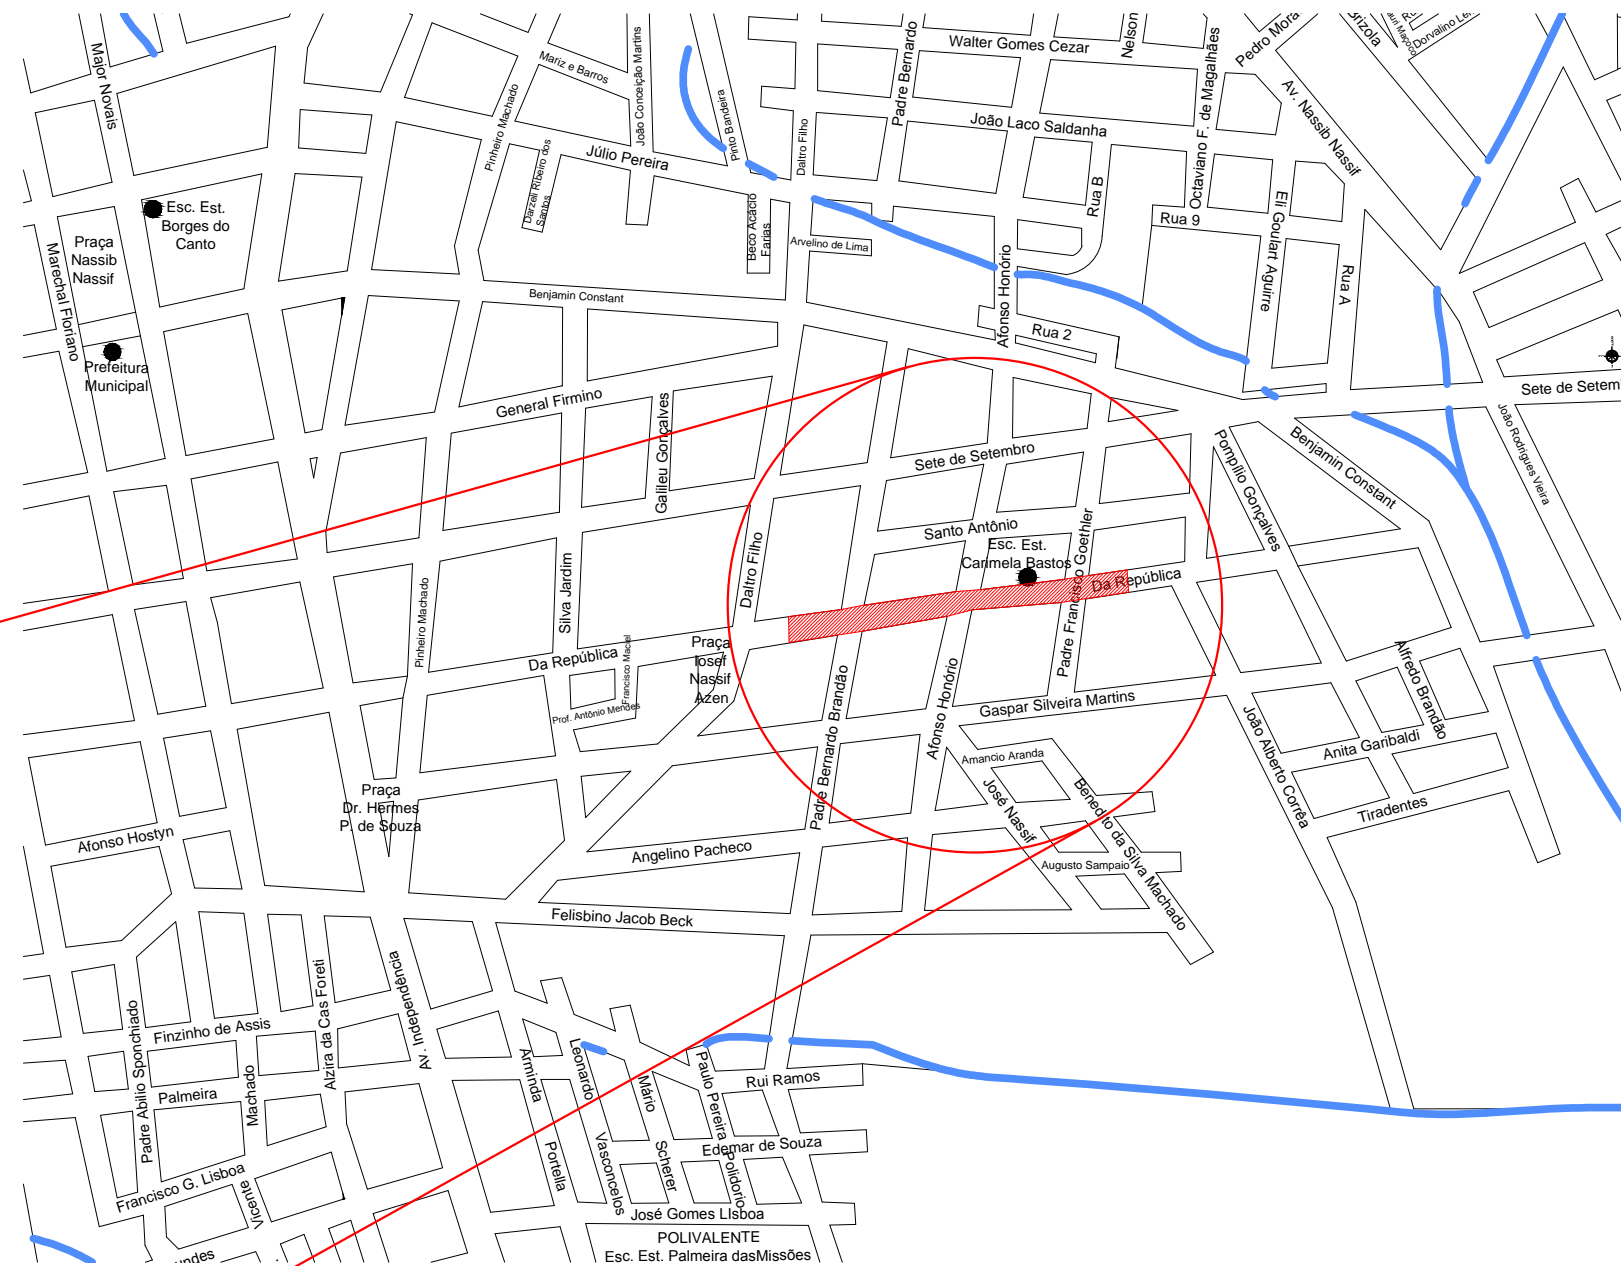 Major Novais
Mariz e Barros
João Conceição Martins
Pinto Bandeira
Daltro Filho
Padre Bernardo
Walter Gomes Cezar
Nelson
Octaviano F. de Magalhães
Pedro Mora
Brizola
Dorvalino Lei
Av. Nassib Nassif
João Laco Saldanha
Pinheiro Machado
Júlio Pereira
Darzeli Ribeiro dos
Santos
Esc. Est.
Borges do
Canto
Praça
Nassib
Nassif
Marechal Floriano
Prefeitura
Municipal
Beco Acácio
Farias
Arvelino de Lima
Rua B
Rua 9
Eli Goulart Aguirre
Rua A
Afonso Honório
Benjamin Constant
Rua 2
Sete de Setem
General Firmino
Galileu Gonçalves
Sete de Setembro
Pompílio Gonçalves
Benjamin Constant
João Rodrigues Vieira
Santo Antônio
Esc. Est.
Carimela Bastos
Padre Francisco Goethler
Da República
Daltro Filho
Silva Jardim
Pinheiro Machado
Da República
Francisco Maciel
Prof. Antônio Mendes
Praça
Iosef
Nassif
Azen
Padre Bernardo Brandão
Afonso Honório
Gaspar Silveira Martins
Alfredo Brandão
Anita Garibaldi
João Alberto Corrêa
Tiradentes
Amancio Aranda
José Nassif
Benedito da Silva Machado
Augusto Sampaio
Praça
Dr. Hermes
P. de Souza
Afonso Hostyn
Angelino Pacheco
Felisbino Jacob Beck
Av. Independência
Alzira da Cas Foreti
Finzinho de Assis
Padre Abilio Sponchiado
Palmeira
Machado
Vicente
Francisco G. Lisboa
undes
Arminda
Portella
Leonardo
Vasconcelos
Mário
Scherer
Paulo Pereira
Polidorio
Rui Ramos
Edemar de Souza
José Gomes LIsboa
POLIVALENTE
Esc. Est. Palmeira dasMissões